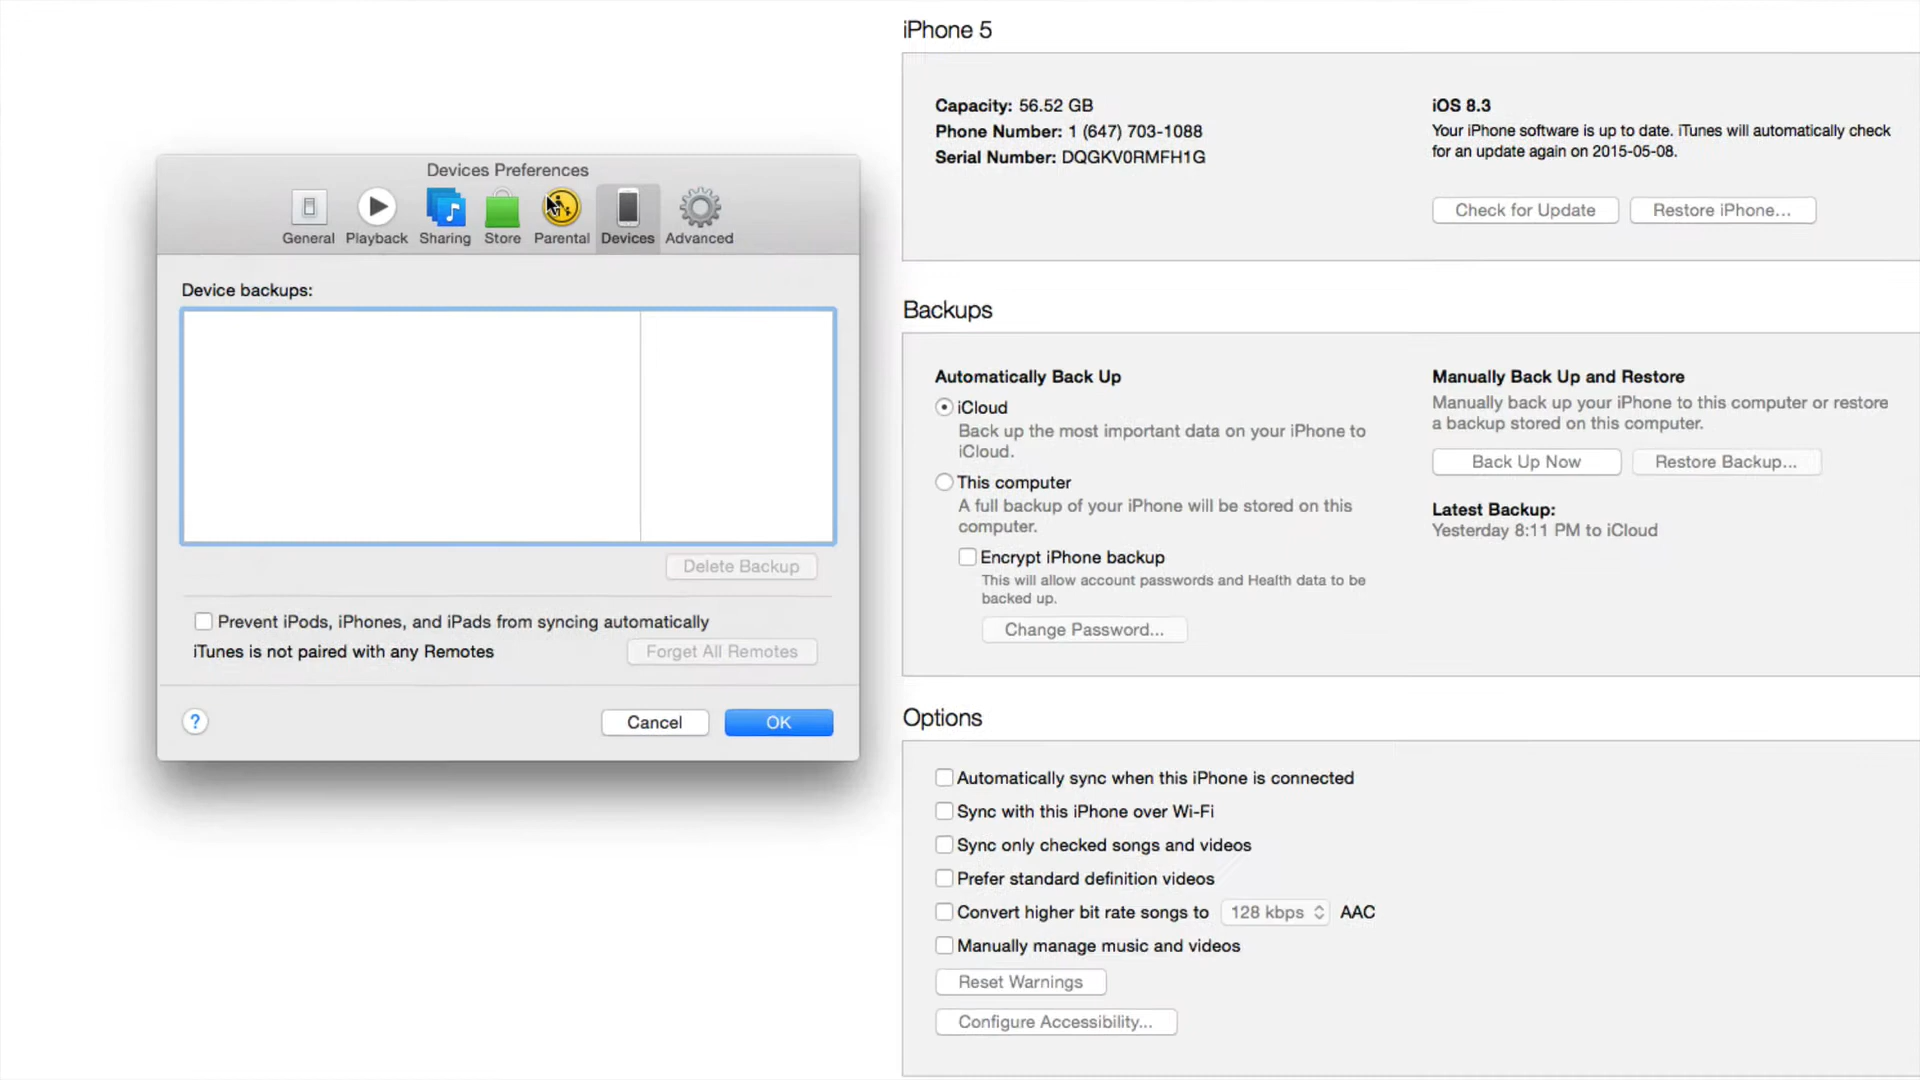 Devices Preferences
General
Playback
Sharing
Store
Parental
Devices
Advanced
Device backups:
Delete Backup
Prevent iPods, iPhones, and iPads from syncing automatically
iTunes is not paired with any Remotes
Forget All Remotes
?
Cancel
OK
iPhone 5
Capacity: 56.52 GB
Phone Number: 1 (647) 703-1088
Serial Number: DQGKV0RMFH1G
iOS 8.3
Your iPhone software is up to date. iTunes will automatically check
for an update again on 2015-05-08.
Check for Update
Restore iPhone...
Backups
Automatically Back Up
iCloud
Back up the most important data on your iPhone to
iCloud.
This computer
A full backup of your iPhone will be stored on this
computer.
Encrypt iPhone backup
This will allow account passwords and Health data to be
backed up.
Change Password...
Manually Back Up and Restore
Manually back up your iPhone to this computer or restore
a backup stored on this computer.
Back Up Now
Restore Backup...
Latest Backup:
Yesterday 8:11 PM to iCloud
Options
Automatically sync when this iPhone is connected
Sync with this iPhone over Wi-Fi
Sync only checked songs and videos
Prefer standard definition videos
Convert higher bit rate songs to 128 kbps AAC
Manually manage music and videos
Reset Warnings
Configure Accessibility...